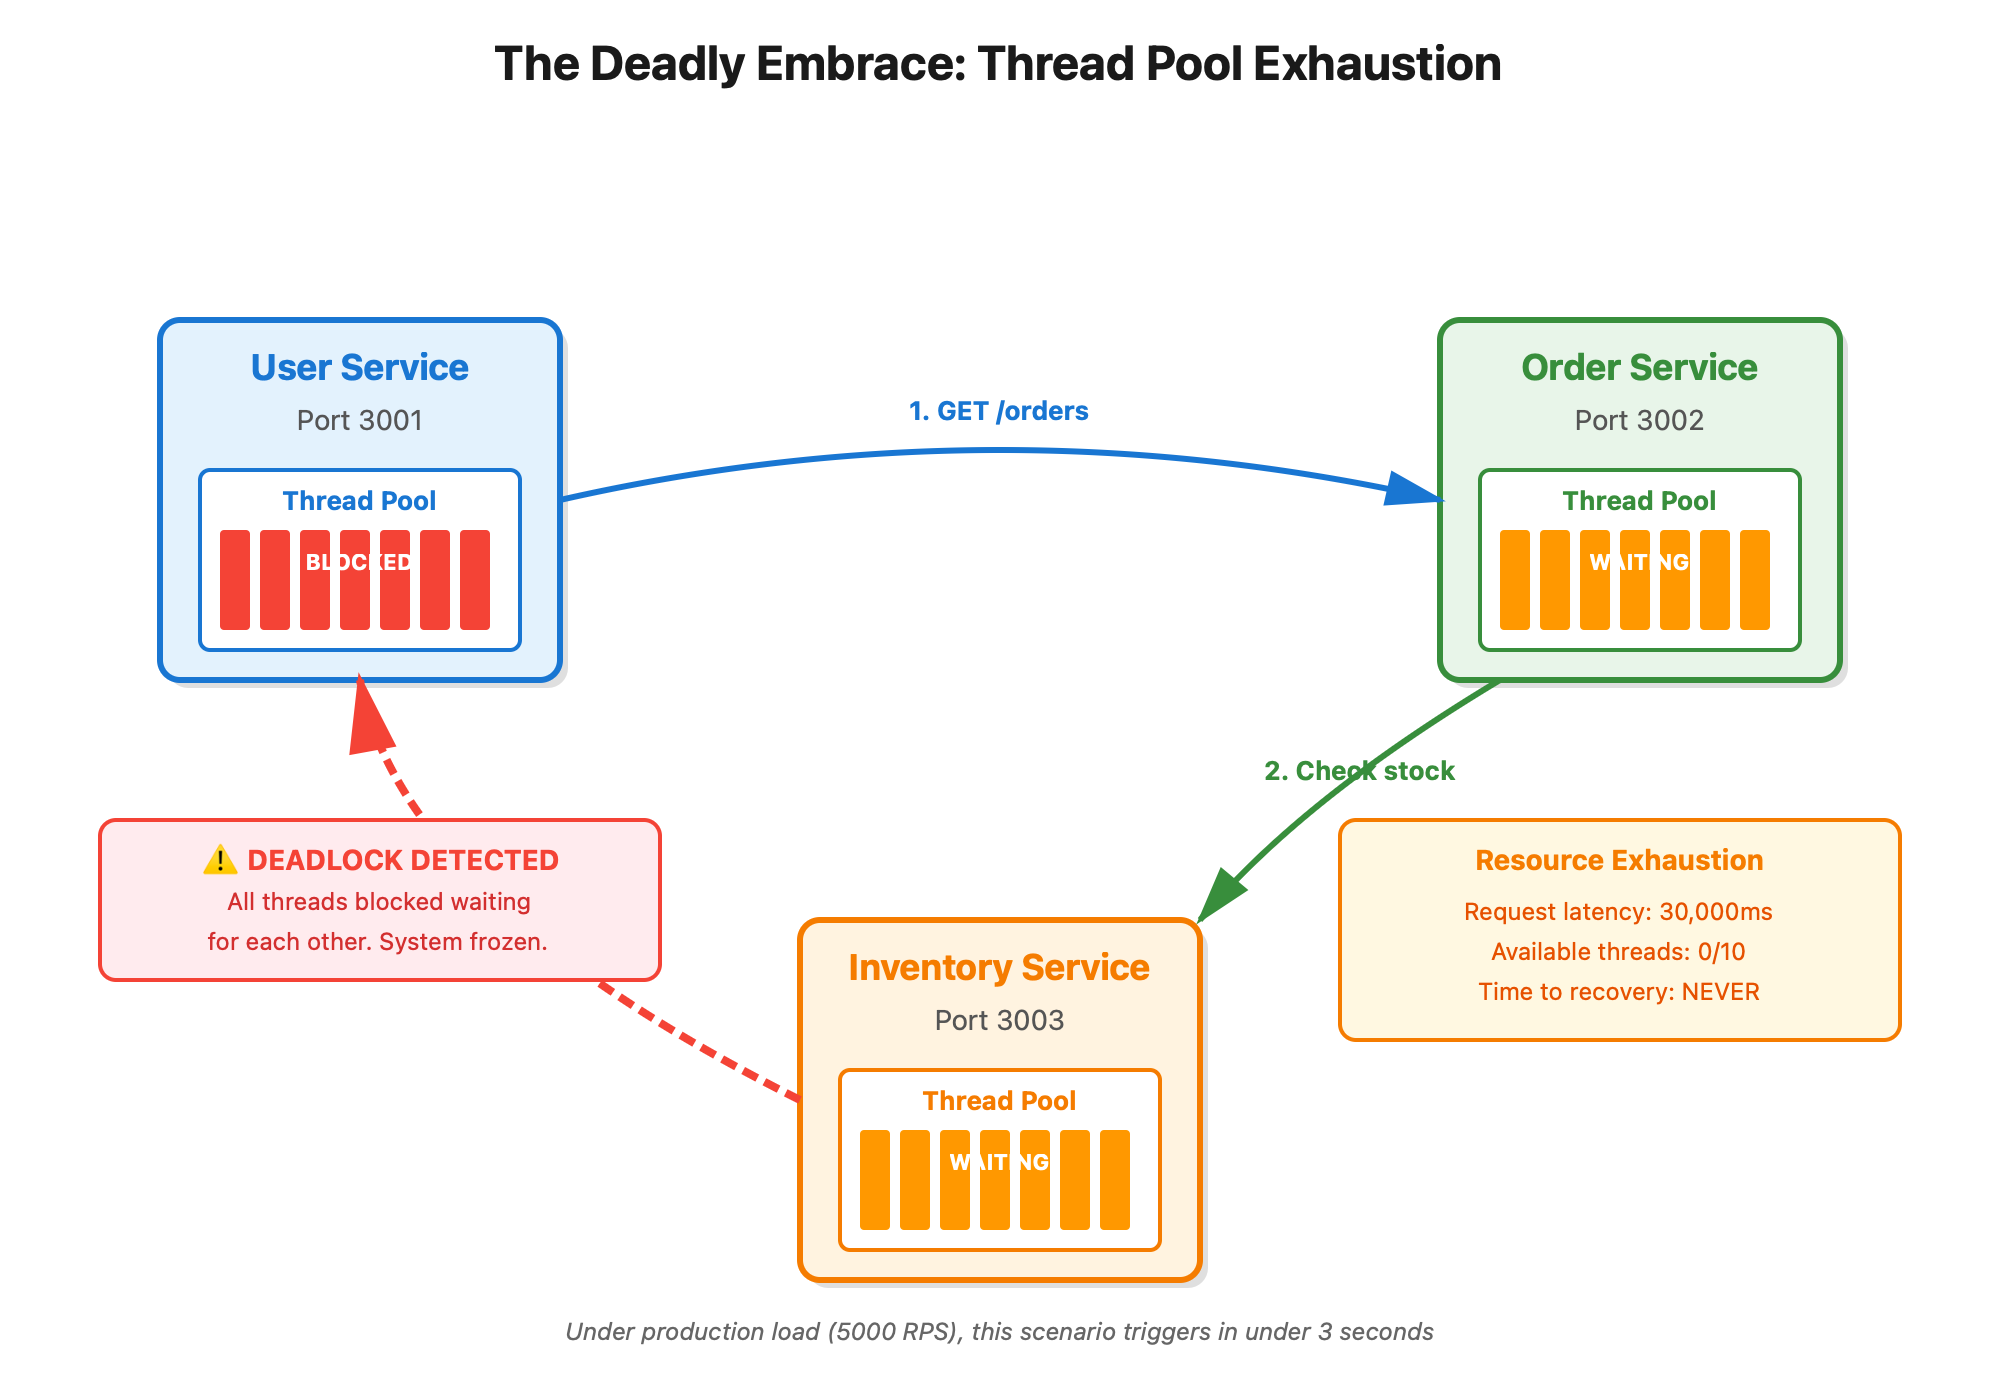 The Deadly Embrace: Thread Pool Exhaustion
User Service
Port 3001
Thread Pool
BLOCKED
1. GET /orders
Order Service
Port 3002
Thread Pool
WAITING
2. Check stock
⚠️ DEADLOCK DETECTED
All threads blocked waiting
for each other. System frozen.
Resource Exhaustion
Request latency: 30,000ms
Available threads: 0/10
Time to recovery: NEVER
Inventory Service
Port 3003
Thread Pool
WAITING
Under production load (5000 RPS), this scenario triggers in under 3 seconds